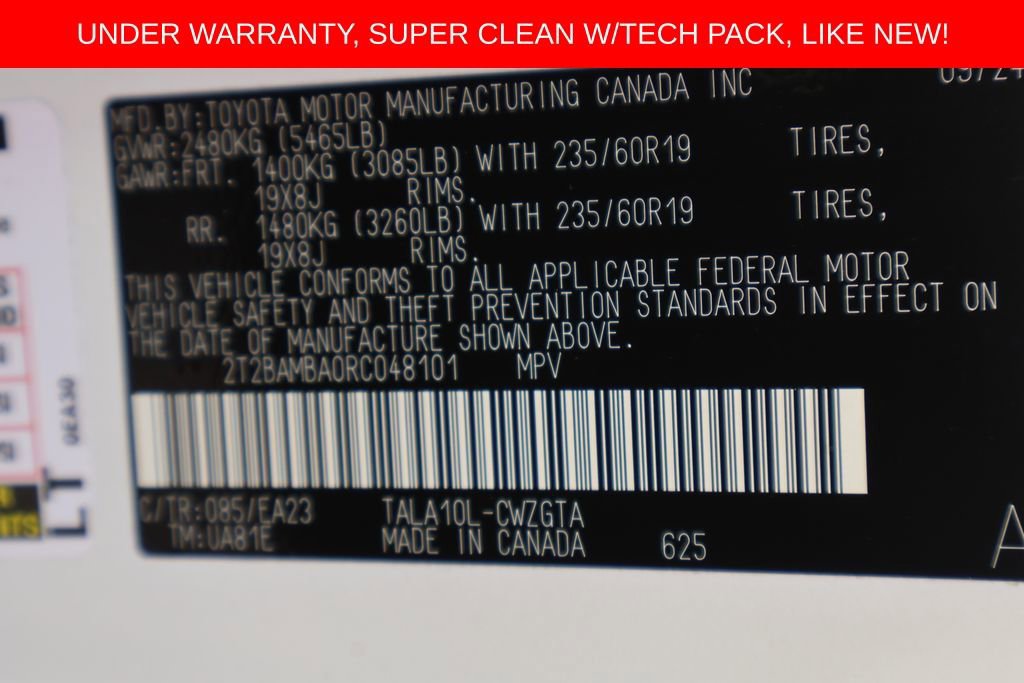 UNDER WARRANTY, SUPER CLEAN W/TECH PACK, LIKE NEW!
MFD.BY:TOYOTA MOTOR MANUFACTURING CANADA INC
GVWR:2480KG (5465LB)
GAWR:FRT. 1400KG (3085LB) WITH 235/60R19 TIRES,
19X8J RIMS.
RR. 1480KG (3260LB) WITH 235/60R19 TIRES,
19X8J RIMS.
THIS VEHICLE CONFORMS TO ALL APPLICABLE FEDERAL MOTOR
VEHICLE SAFETY AND THEFT PREVENTION STANDARDS IN EFFECT ON
THE DATE OF MANUFACTURE SHOWN ABOVE.
2T2BAMBA0RC048101 MPV
C/TR:085/EA23 TALA10L-CWZGTA
TM:UA81E MADE IN CANADA 625
A
0EA30
LT